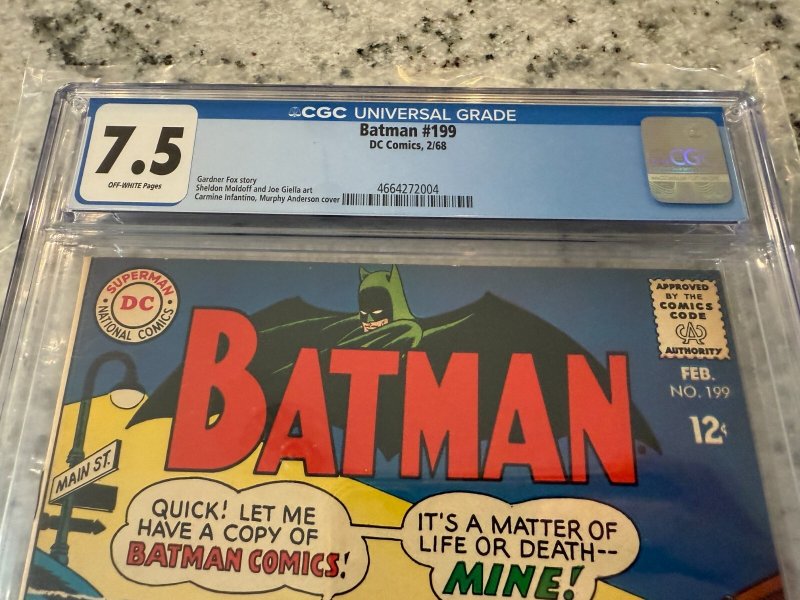 CGC UNIVERSAL GRADE
7.5
OFF-WHITE Pages
Batman #199
DC Comics, 2/68
Gardner Fox story
Sheldon Moldoff and Joe Giella art
Carmine Infantino, Murphy Anderson cover
4664272004
CGC
SUPERMAN
DC
NATIONAL COMICS
BATMAN
APPROVED
BY THE
COMICS
CODE
CA
AUTHORITY
FEB.
NO. 199
12¢
MAIN ST.
QUICK! LET ME
HAVE A COPY OF
BATMAN COMICS!
IT'S A MATTER OF
LIFE OR DEATH--
MINE!